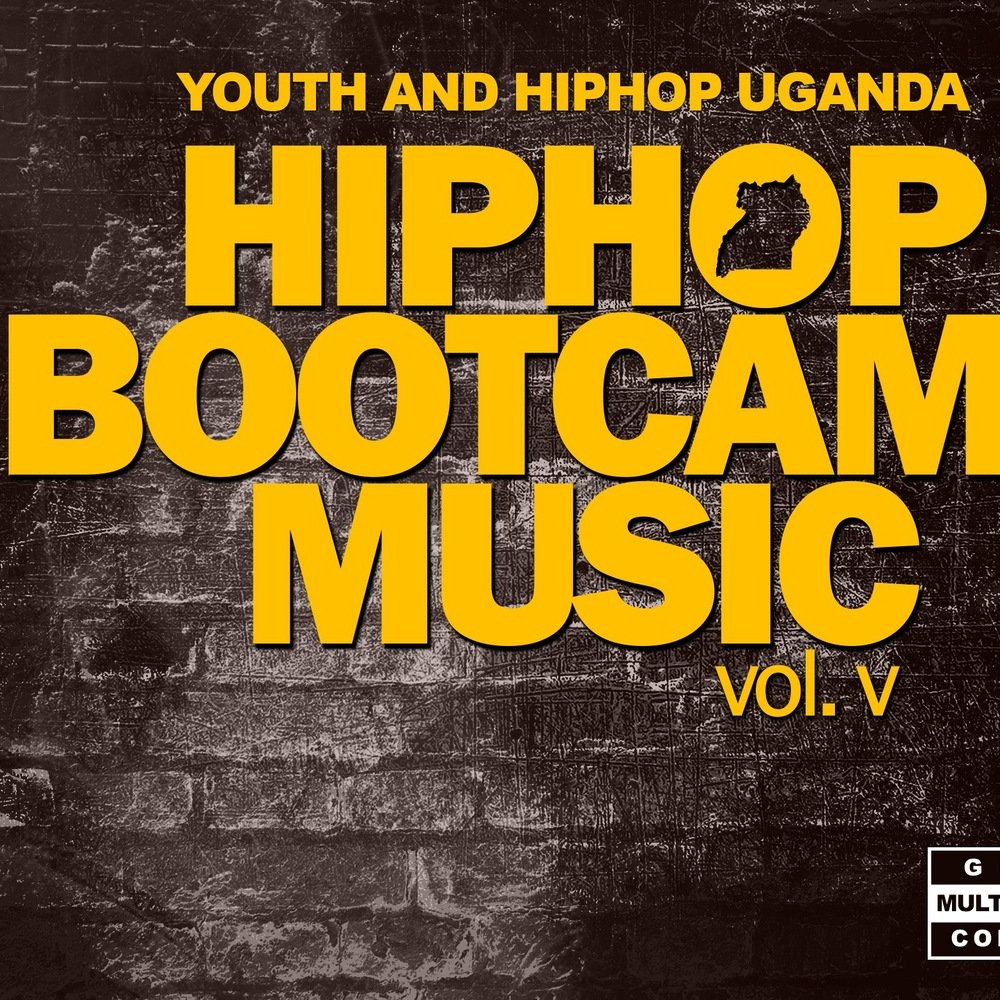 YOUTH AND HIPHOP UGANDA
HIPHOP
BOOTCAM
MUSIC
vol. v
G
MULT
CO